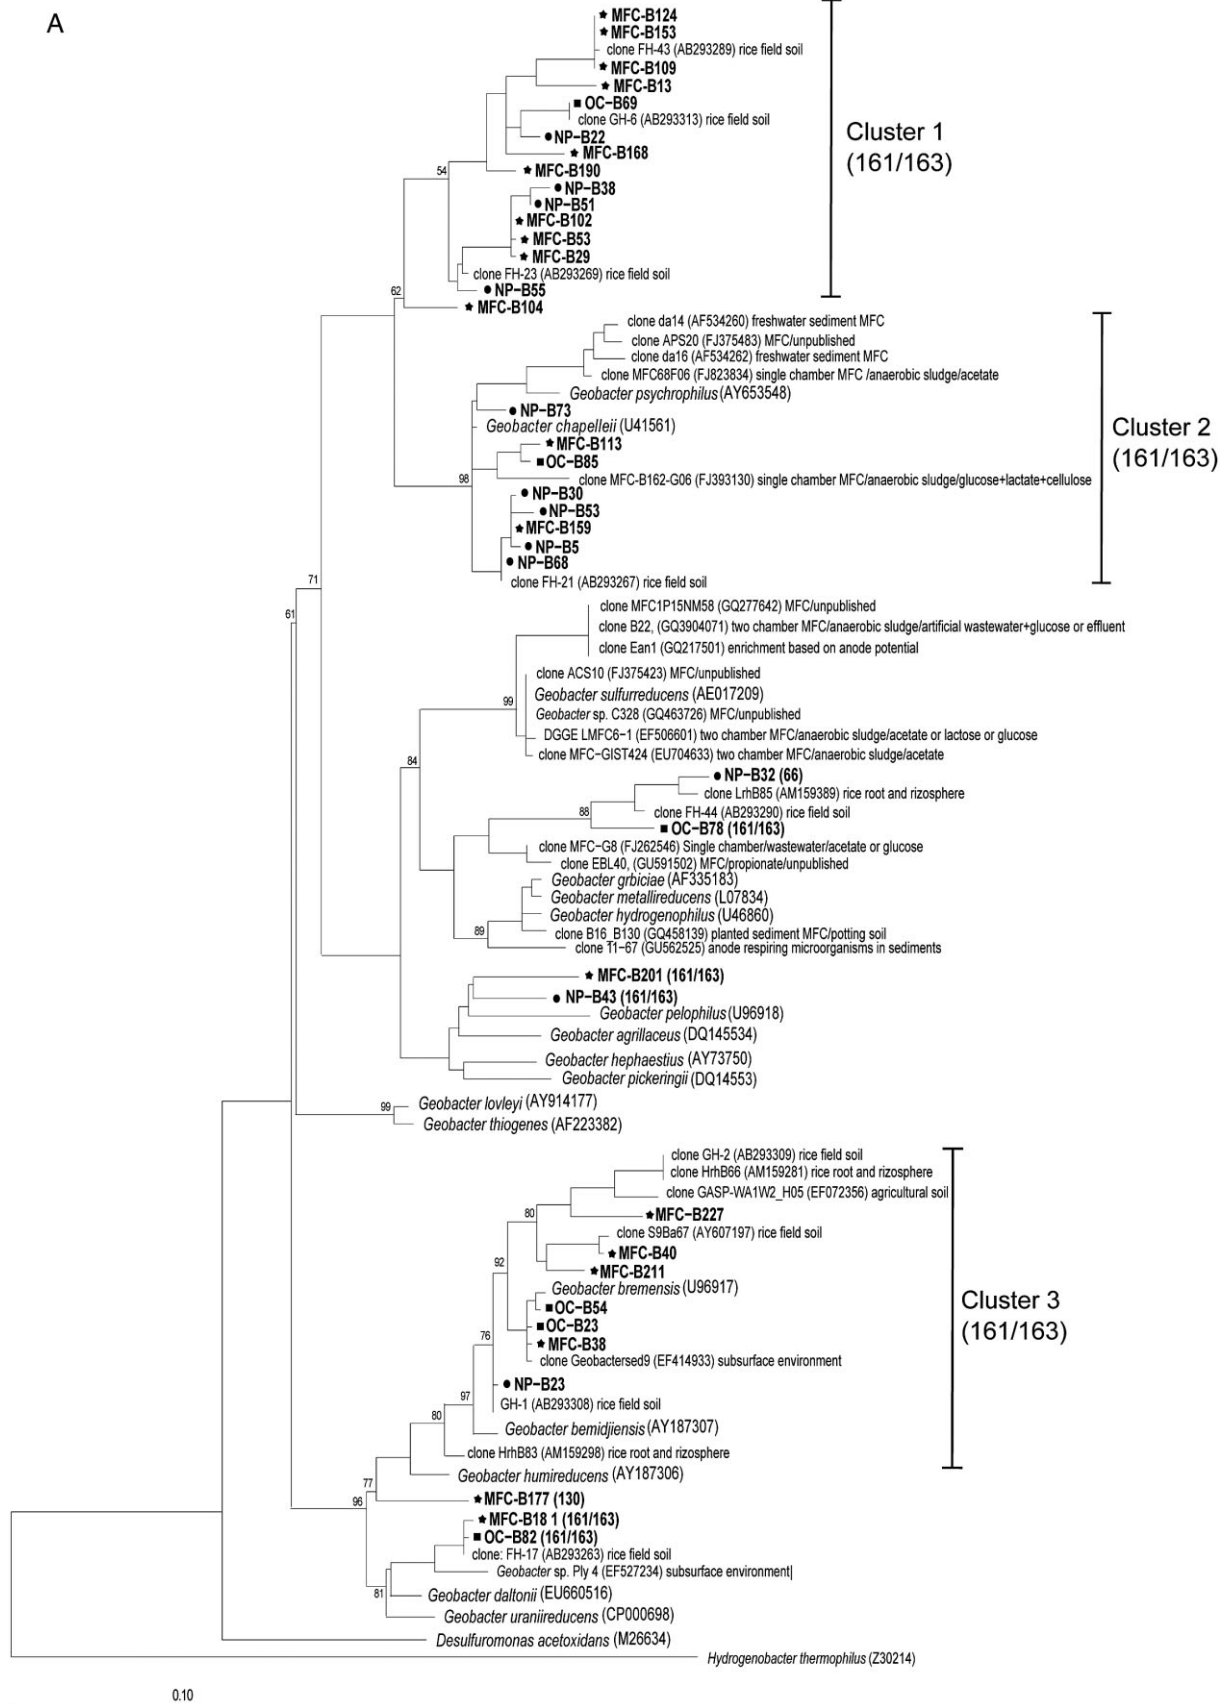 A
MFC-B124
MFC-B153
clone FH-43 (AB293289) rice field soil
MFC-B109
MFC-B13
OC-B69
clone GH-6 (AB293313) rice field soil
NP-B22
MFC-B168
MFC-B190
NP-B38
NP-B51
MFC-B102
MFC-B53
MFC-B29
clone FH-23 (AB293269) rice field soil
NP-B55
MFC-B104
Cluster 1
(161/163)
54
62
clone da14 (AF534260) freshwater sediment MFC
clone APS20 (FJ375483) MFC/unpublished
clone da16 (AF534262) freshwater sediment MFC
clone MFC68F06 (FJ823834) single chamber MFC /anaerobic sludge/acetate
Geobacter psychrophilus (AY653548)
NP-B73
Geobacter chapelleii (U41561)
MFC-B113
OC-B85
clone MFC-B162-G06 (FJ393130) single chamber MFC/anaerobic sludge/glucose+lactate+cellulose
NP-B30
NP-B53
MFC-B159
NP-B5
NP-B68
clone FH-21 (AB293267) rice field soil
Cluster 2
(161/163)
98
71
61
clone MFC1P15NM58 (GQ277642) MFC/unpublished
clone B22, (GQ3904071) two chamber MFC/anaerobic sludge/artificial wastewater+glucose or effluent
clone Ean1 (GQ217501) enrichment based on anode potential
clone ACS10 (FJ375423) MFC/unpublished
Geobacter sulfurreducens (AE017209)
Geobacter sp. C328 (GQ463726) MFC/unpublished
DGGE LMFC6-1 (EF506601) two chamber MFC/anaerobic sludge/acetate or lactose or glucose
clone MFC-GIST424 (EU704633) two chamber MFC/anaerobic sludge/acetate
99
84
NP-B32 (66)
clone LrhB85 (AM159389) rice root and rizosphere
clone FH-44 (AB293290) rice field soil
OC-B78 (161/163)
88
clone MFC-G8 (FJ262546) Single chamber/wastewater/acetate or glucose
clone EBL40, (GU591502) MFC/propionate/unpublished
Geobacter grbiciae (AF335183)
Geobacter metallireducens (L07834)
Geobacter hydrogenophilus (U46860)
clone B16_B130 (GQ458139) planted sediment MFC/potting soil
clone T1-67 (GU562525) anode respiring microorganisms in sediments
89
MFC-B201 (161/163)
NP-B43 (161/163)
Geobacter pelophilus (U96918)
Geobacter agrillaceus (DQ145534)
Geobacter hephaestius (AY73750)
Geobacter pickeringii (DQ14553)
Geobacter lovleyi (AY914177)
Geobacter thiogenes (AF223382)
99
clone GH-2 (AB293309) rice field soil
clone HrhB66 (AM159281) rice root and rizosphere
clone GASP-WA1W2_H05 (EF072356) agricultural soil
MFC-B227
clone S9Ba67 (AY607197) rice field soil
MFC-B40
MFC-B211
Geobacter bremensis (U96917)
OC-B54
OC-B23
MFC-B38
clone Geobactersed9 (EF414933) subsurface environment
NP-B23
GH-1 (AB293308) rice field soil
Geobacter bemidjiensis (AY187307)
clone HrhB83 (AM159298) rice root and rizosphere
Geobacter humireducens (AY187306)
Cluster 3
(161/163)
80
92
76
97
80
77
96
MFC-B177 (130)
MFC-B18 1 (161/163)
OC-B82 (161/163)
clone: FH-17 (AB293263) rice field soil
Geobacter sp. Ply 4 (EF527234) subsurface environment|
Geobacter daltonii (EU660516)
Geobacter uraniireducens (CP000698)
81
Desulfuromonas acetoxidans (M26634)
Hydrogenobacter thermophilus (Z30214)
0.10